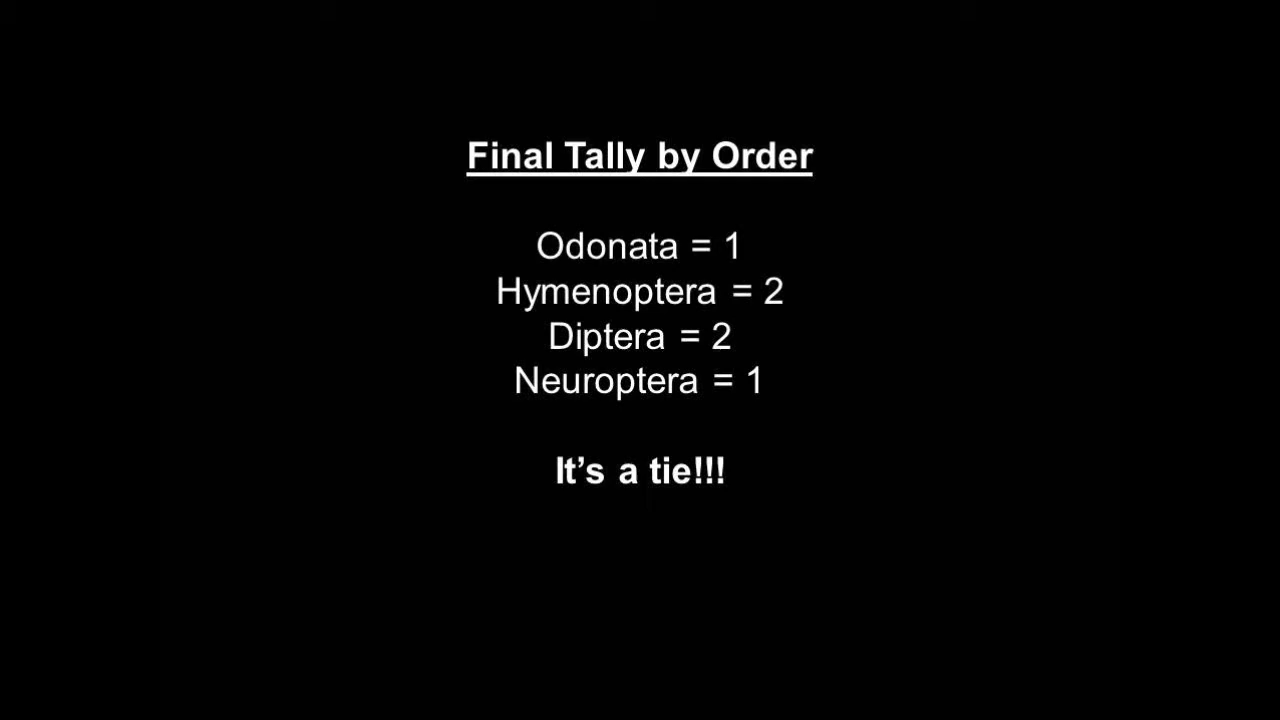 Final Tally by Order
Odonata = 1
Hymenoptera = 2
Diptera = 2
Neuroptera = 1
It’s a tie!!!